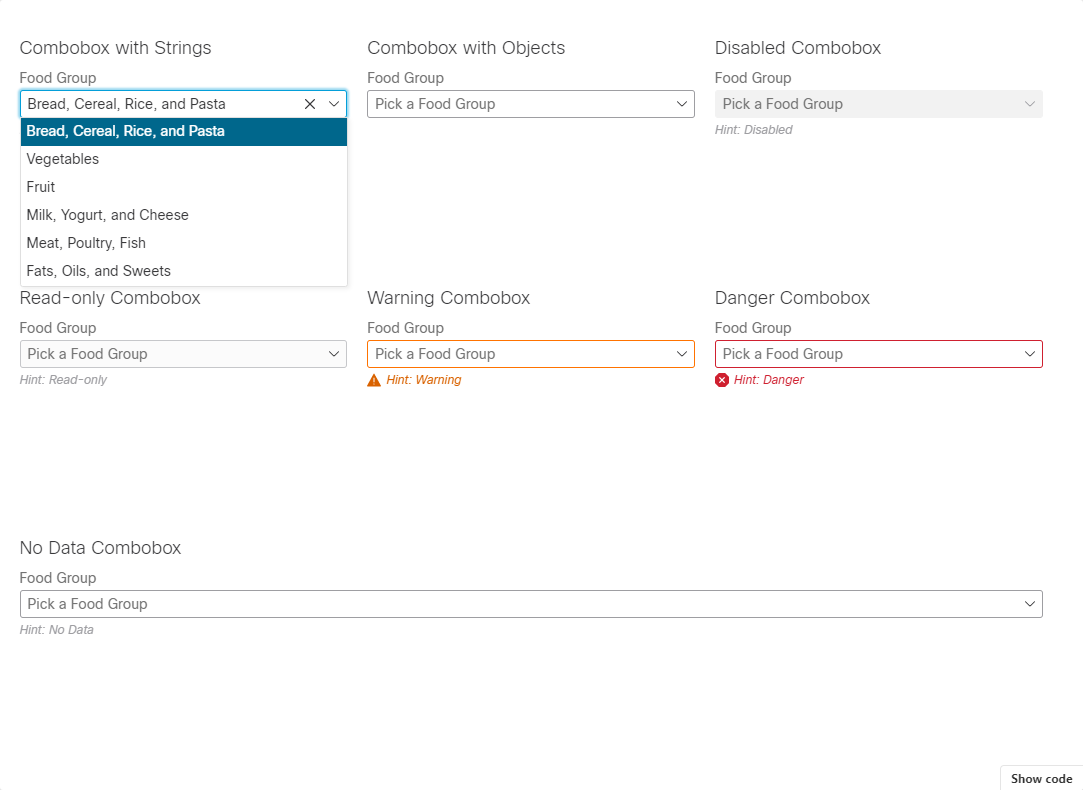 Combobox with Strings
Food Group
Bread, Cereal, Rice, and Pasta
Bread, Cereal, Rice, and Pasta
Vegetables
Fruit
Milk, Yogurt, and Cheese
Meat, Poultry, Fish
Fats, Oils, and Sweets
Combobox with Objects
Food Group
Pick a Food Group
Disabled Combobox
Food Group
Pick a Food Group
Hint: Disabled
Read-only Combobox
Food Group
Pick a Food Group
Hint: Read-only
Warning Combobox
Food Group
Pick a Food Group
Hint: Warning
Danger Combobox
Food Group
Pick a Food Group
Hint: Danger
No Data Combobox
Food Group
Pick a Food Group
Hint: No Data
Show code